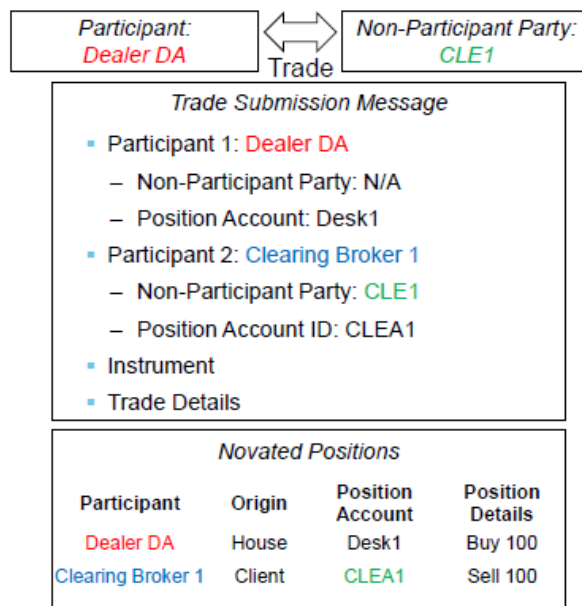 Participant:
Dealer DA
Trade
Non-Participant Party:
CLE1
Trade Submission Message
▪ Participant 1: Dealer DA
– Non-Participant Party: N/A
– Position Account: Desk1
▪ Participant 2: Clearing Broker 1
– Non-Participant Party: CLE1
– Position Account ID: CLEA1
▪ Instrument
▪ Trade Details
Novated Positions
Participant Origin Position Account Position Details
Dealer DA House Desk1 Buy 100
Clearing Broker 1 Client CLEA1 Sell 100